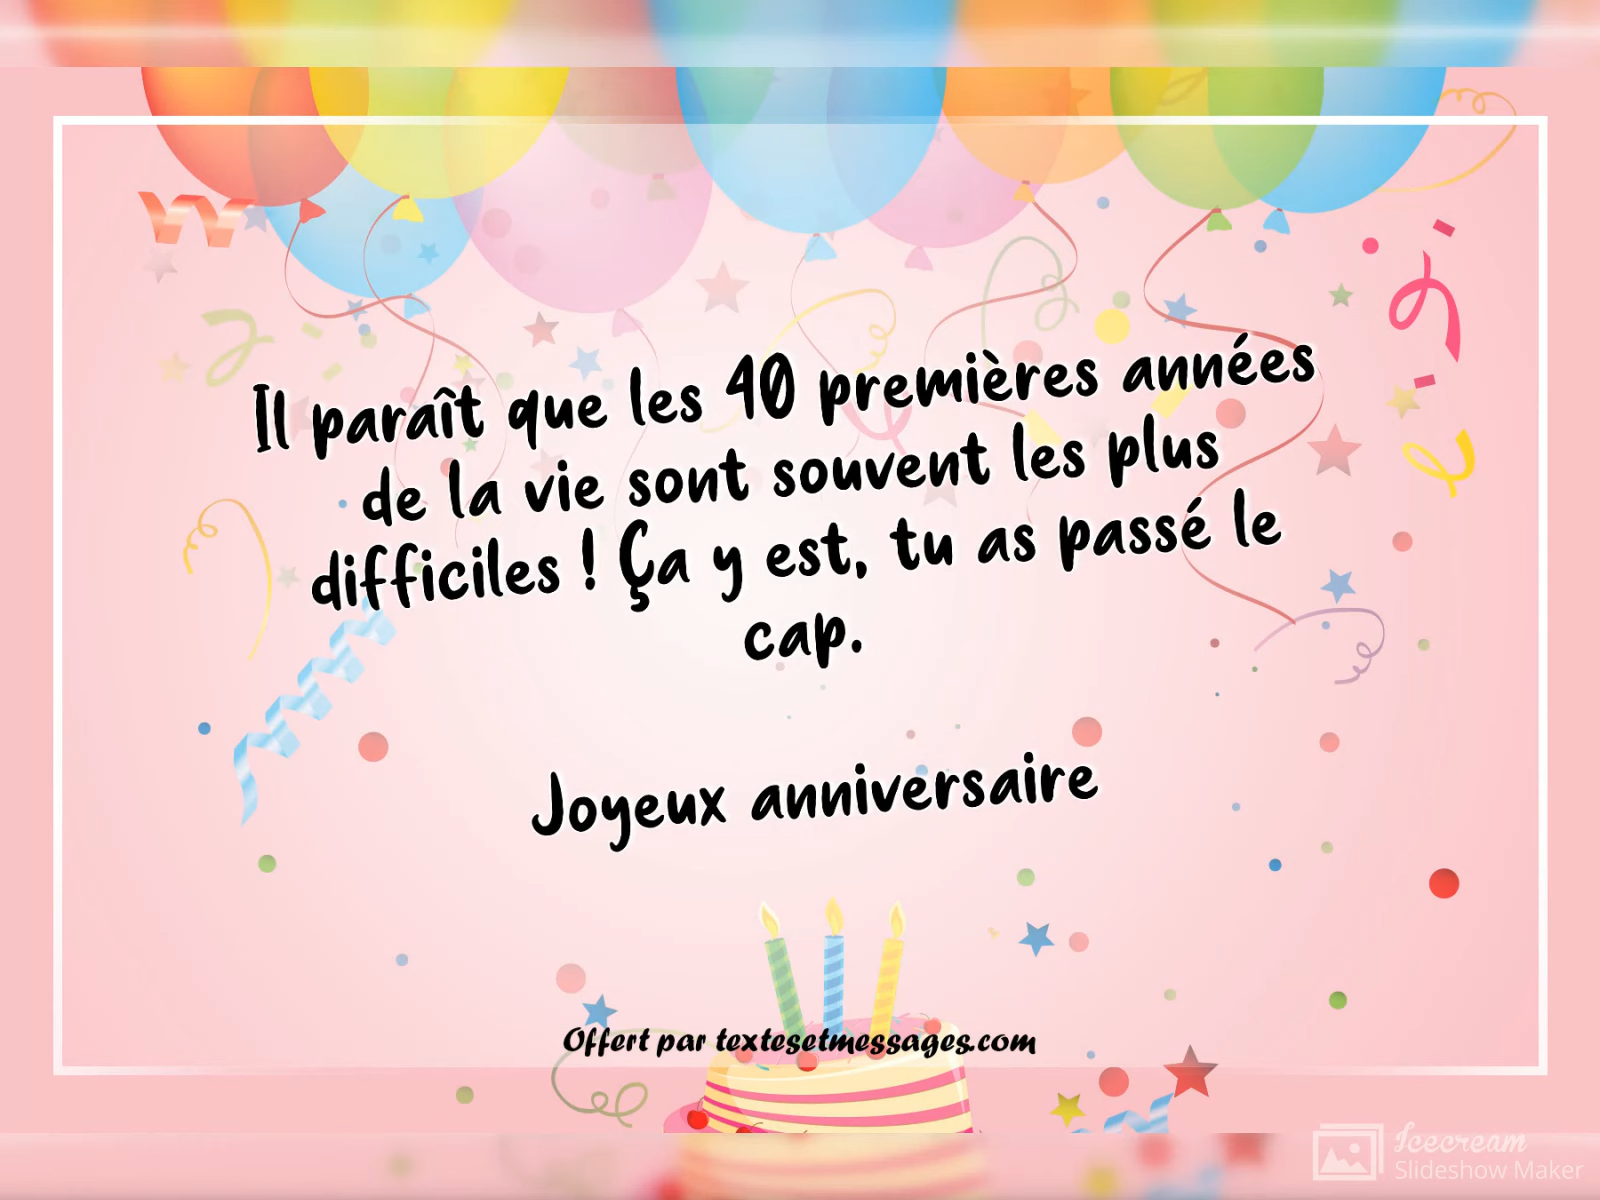 Il paraît que les 40 premières années
de la vie sont souvent les plus
difficiles ! Ça y est, tu as passé le
cap.
Joyeux anniversaire
Offert par textesetmessages.com
Icecream
Slideshow Maker